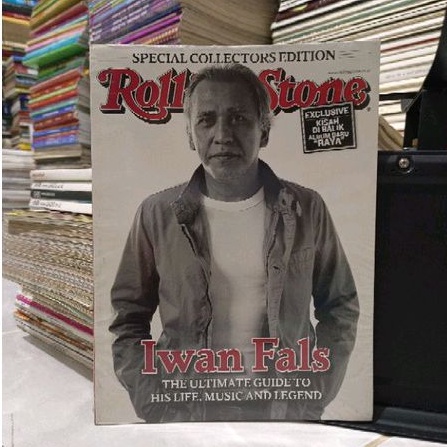 SPECIAL COLLECTORS EDITION
Rolling Stone
EXCLUSIVE
KISAH
DI BALIK
ALBUM BARU
"RAYA"
Iwan Fals
THE ULTIMATE GUIDE TO
HIS LIFE, MUSIC AND LEGEND